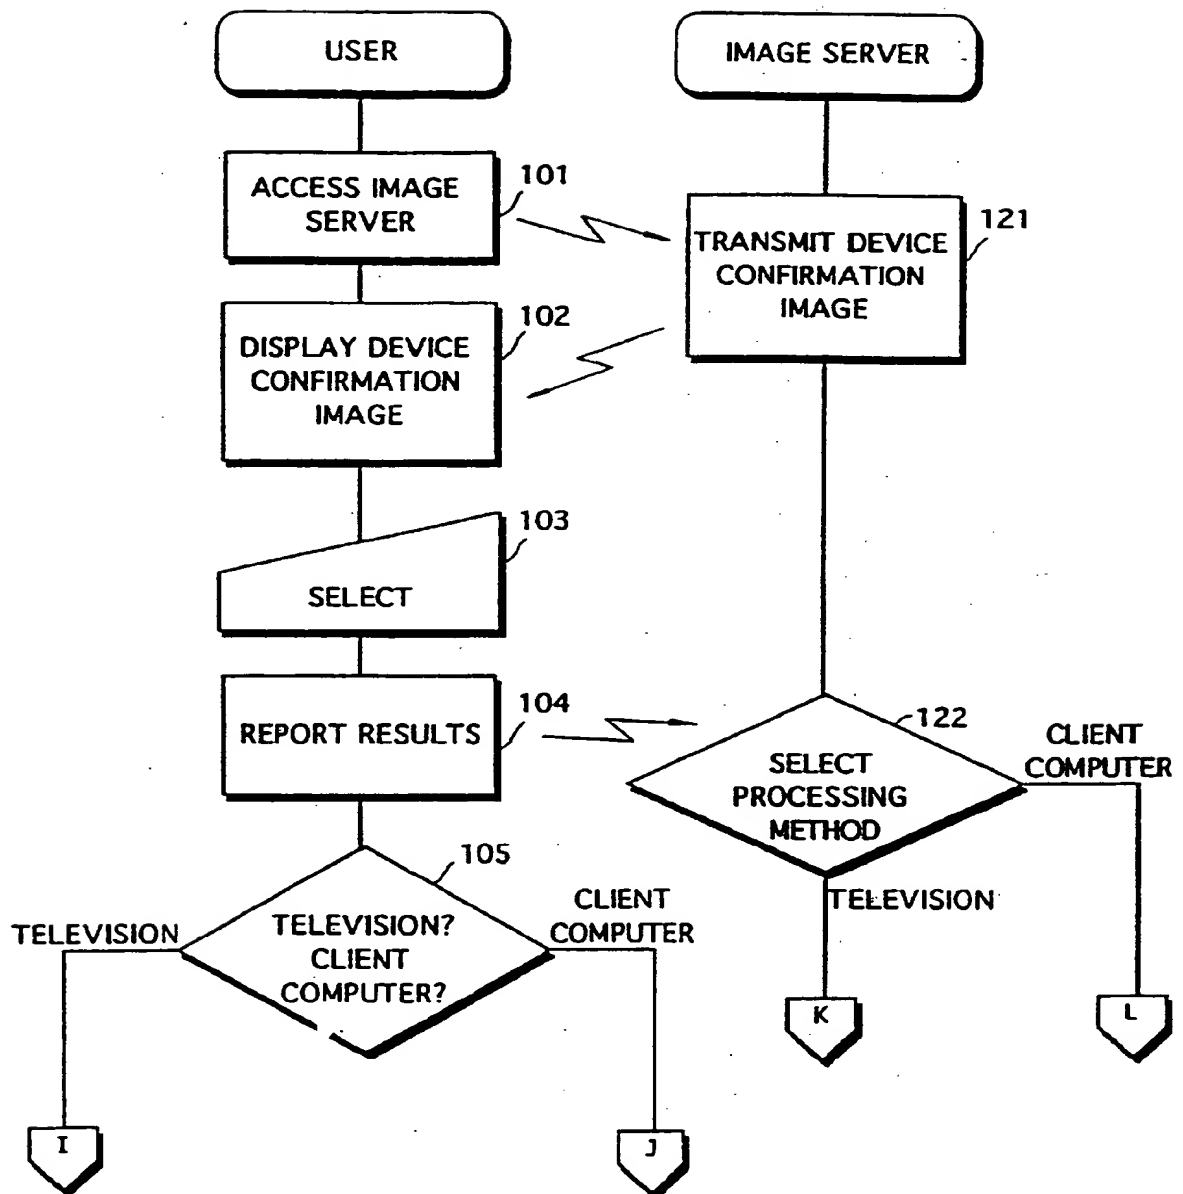 USER
IMAGE SERVER
ACCESS IMAGE
SERVER
101
TRANSMIT DEVICE
CONFIRMATION
IMAGE
121
DISPLAY DEVICE
CONFIRMATION
IMAGE
102
SELECT
103
REPORT RESULTS
104
SELECT
PROCESSING
METHOD
122
CLIENT
COMPUTER
TELEVISION
TELEVISION?
CLIENT
COMPUTER?
105
TELEVISION
CLIENT
COMPUTER
K
L
I
J